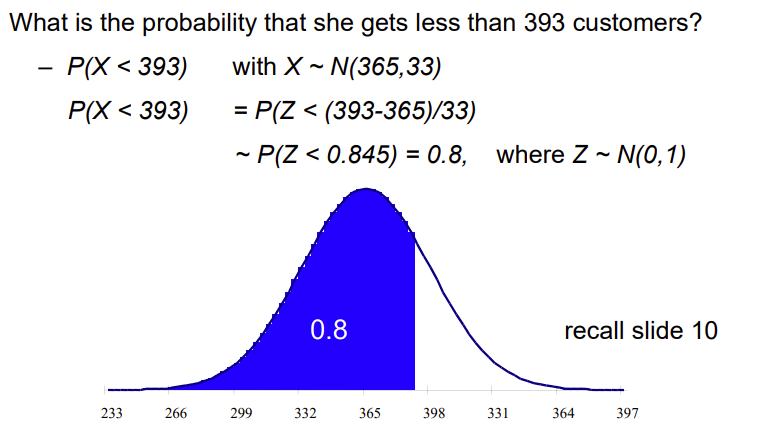 What is the probability that she gets less than 393 customers?
– P(X < 393) with X ~ N(365,33)
P(X < 393) = P(Z < (393-365)/33)
~ P(Z < 0.845) = 0.8, where Z ~ N(0,1)
0.8
recall slide 10
233 266 299 332 365 398 331 364 397